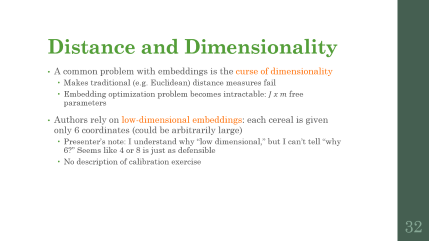 Distance and Dimensionality
• A common problem with embeddings is the curse of dimensionality
• Makes traditional (e.g. Euclidean) distance measures fail
• Embedding optimization problem becomes intractable: J x m free
parameters
• Authors rely on low-dimensional embeddings: each cereal is given
only 6 coordinates (could be arbitrarily large)
• Presenter's note: I understand why "low dimensional," but I can't tell "why
6?" Seems like 4 or 8 is just as defensible
• No description of calibration exercise
32